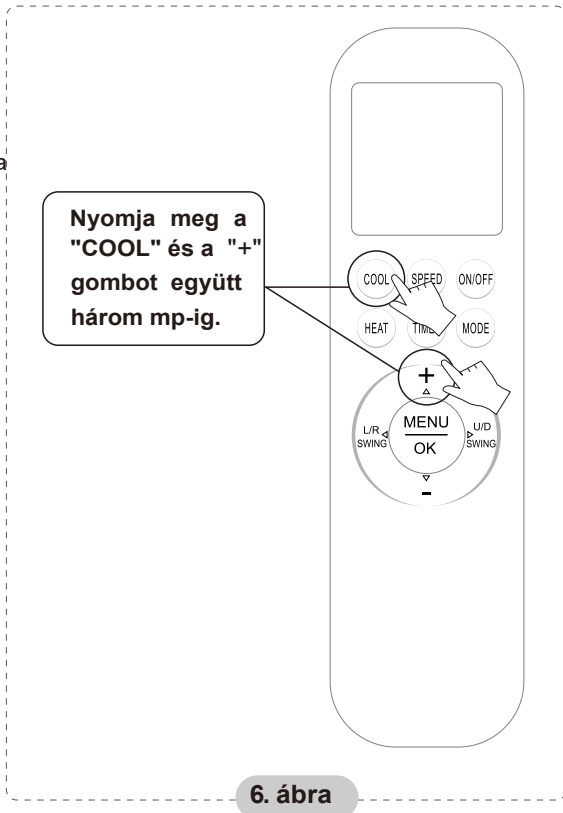 a
Nyomja meg a
"COOL" és a "+"
gombot együtt
három mp-ig.
COOL SPEED ON/OFF
HEAT MODE
+
L/R SWING
MENU
OK
U/D SWING
-
6. ábra